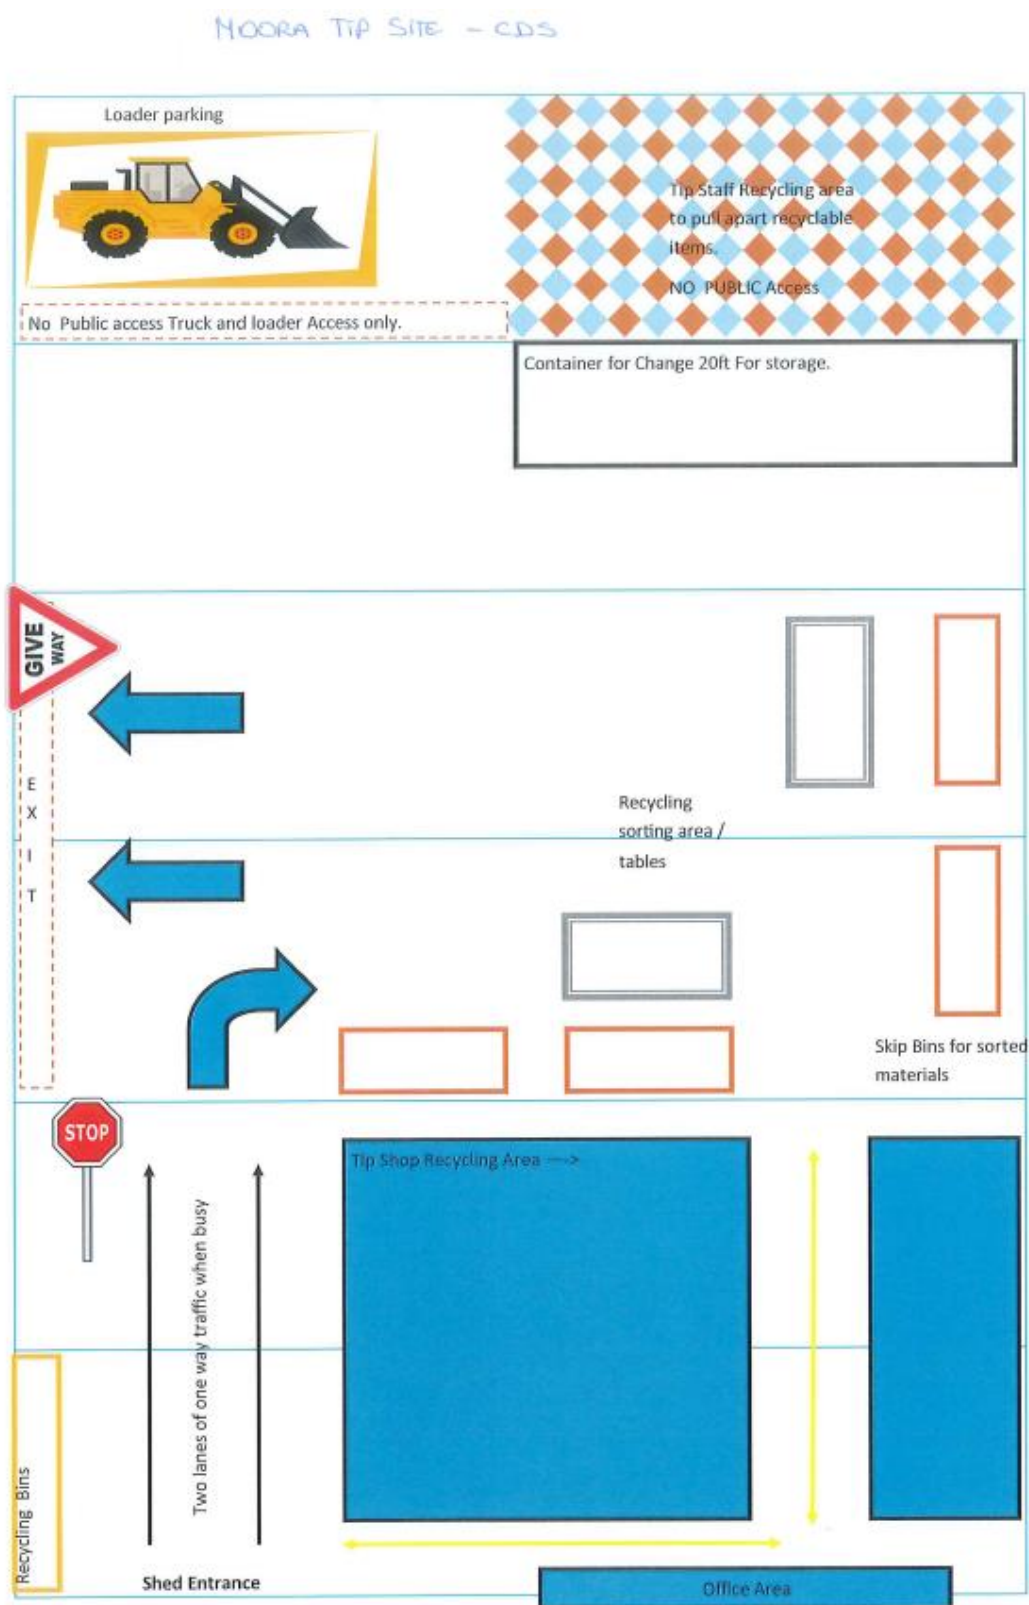 MOORA TIP SITE - CDS
Loader parking
Tip Staff Recycling area
to pull apart recyclable
items.
NO PUBLIC Access
No Public access Truck and loader Access only.
Container for Change 20ft For storage.
GIVE
WAY
E
X
I
T
Recycling
sorting area /
tables
Skip Bins for sorted
materials
STOP
Tip Shop Recycling Area ---->
Two lanes of one way traffic when busy
Recycling Bins
Shed Entrance
Office Area